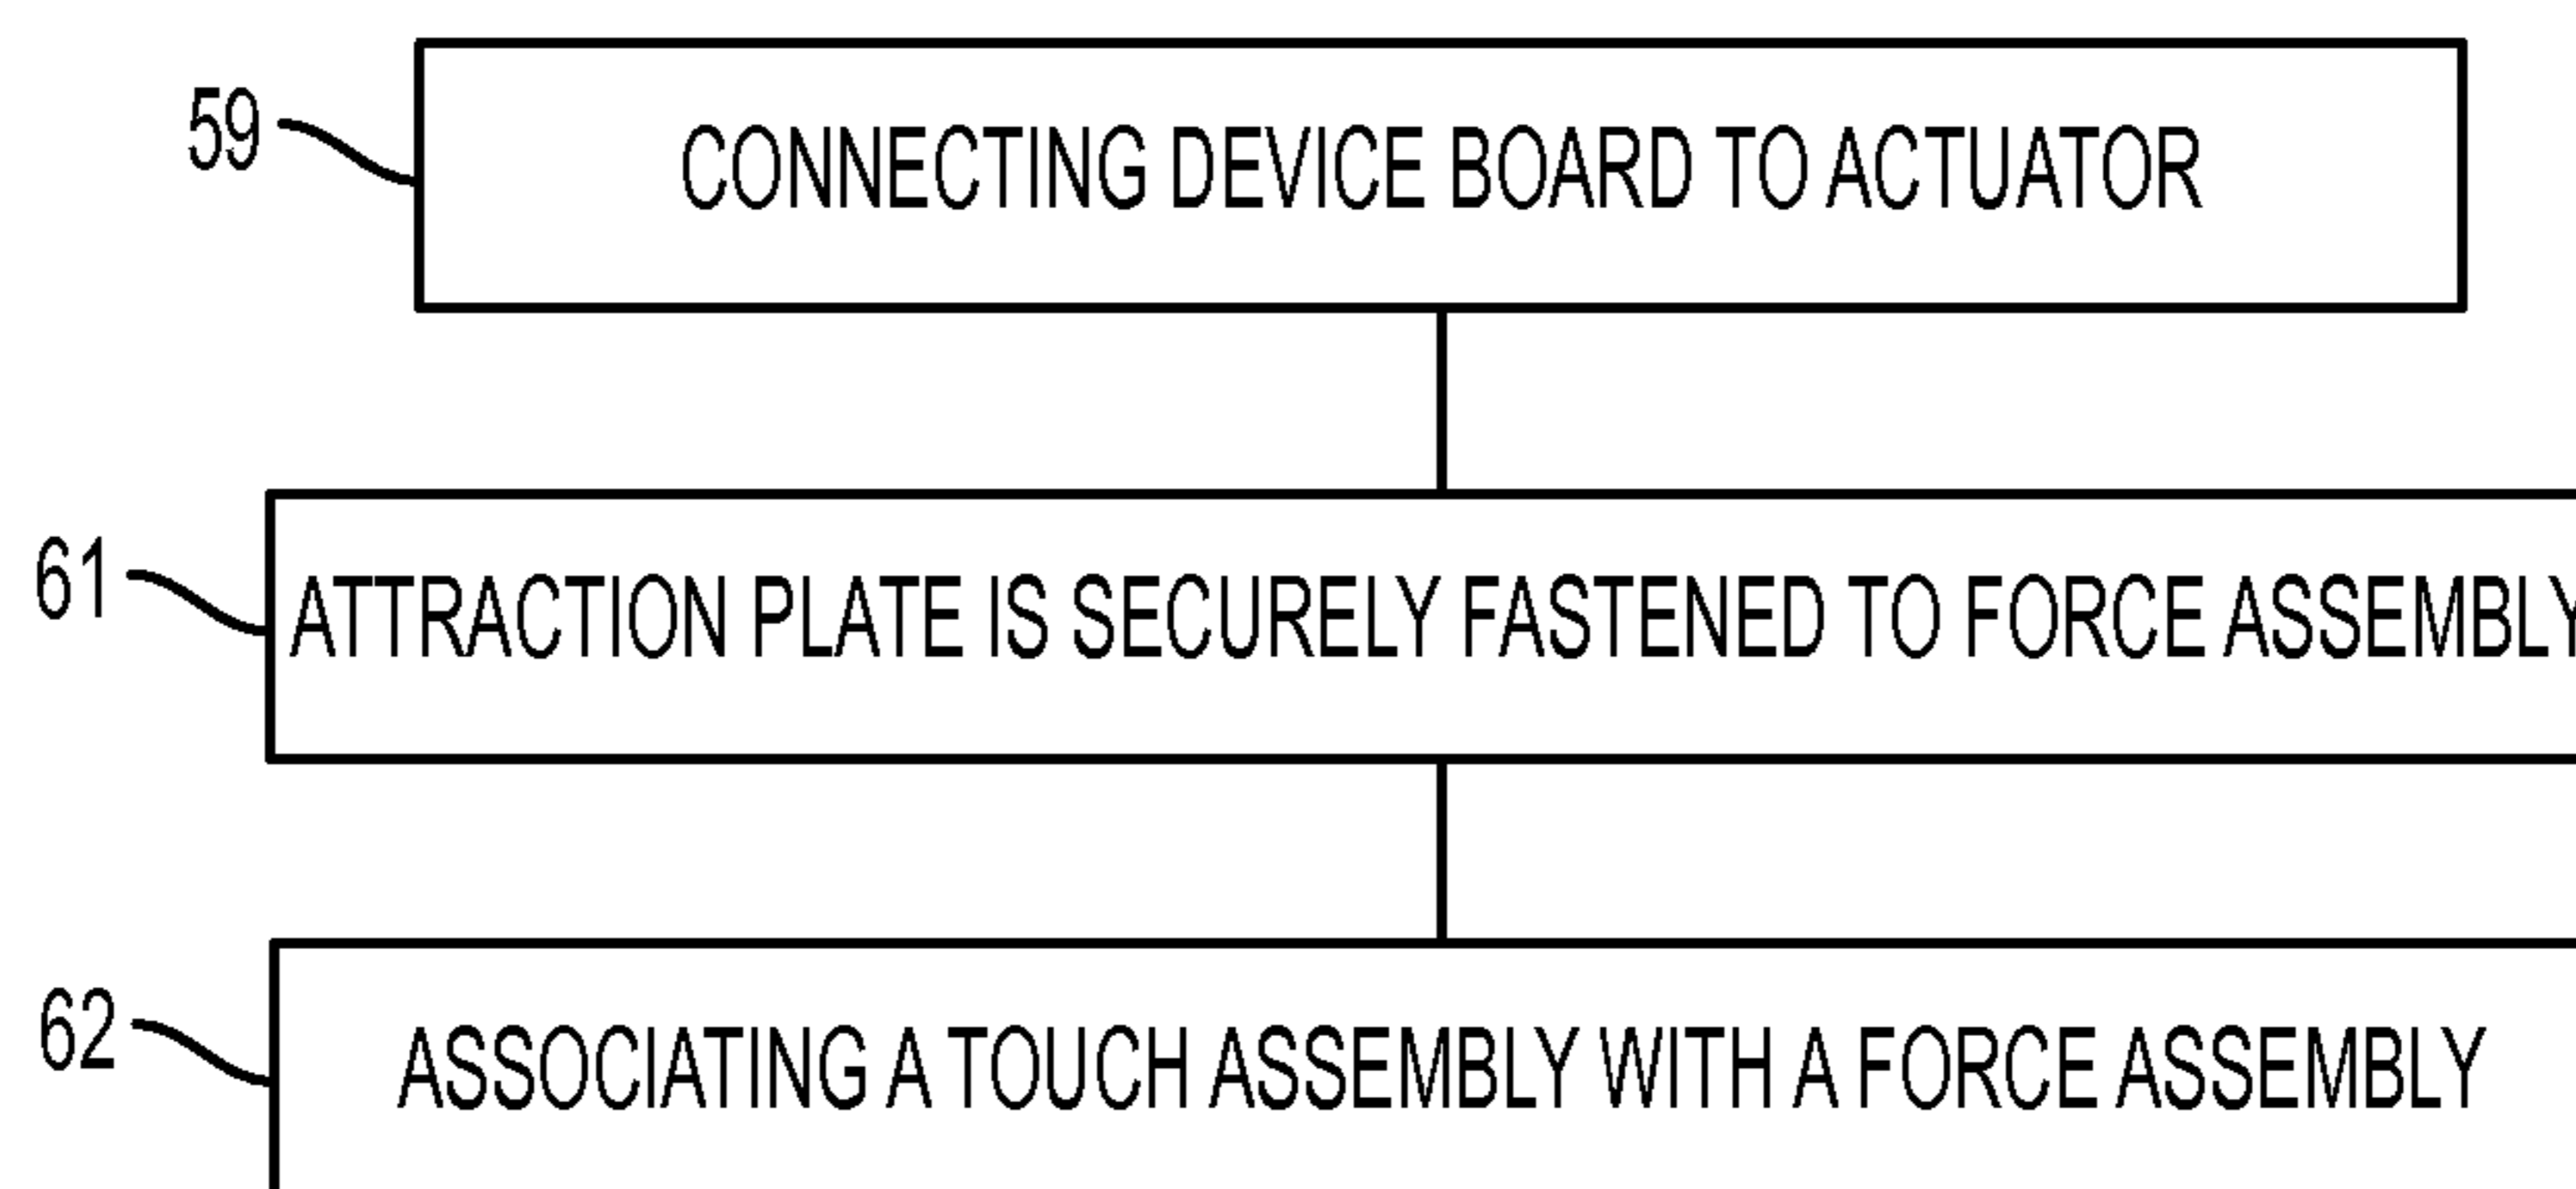 59 CONNECTING DEVICE BOARD TO ACTUATOR
61 ATTRACTION PLATE IS SECURELY FASTENED TO FORCE ASSEMBLY
62 ASSOCIATING A TOUCH ASSEMBLY WITH A FORCE ASSEMBLY